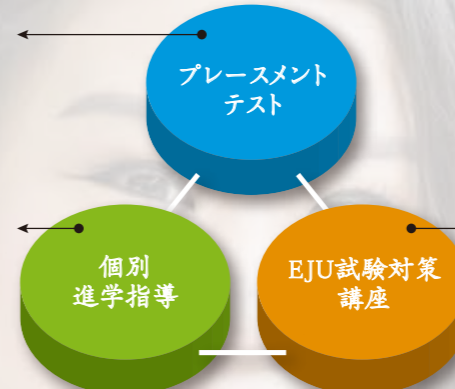 プレースメント
テスト
個別
進学指導
EJU試験対策
講座